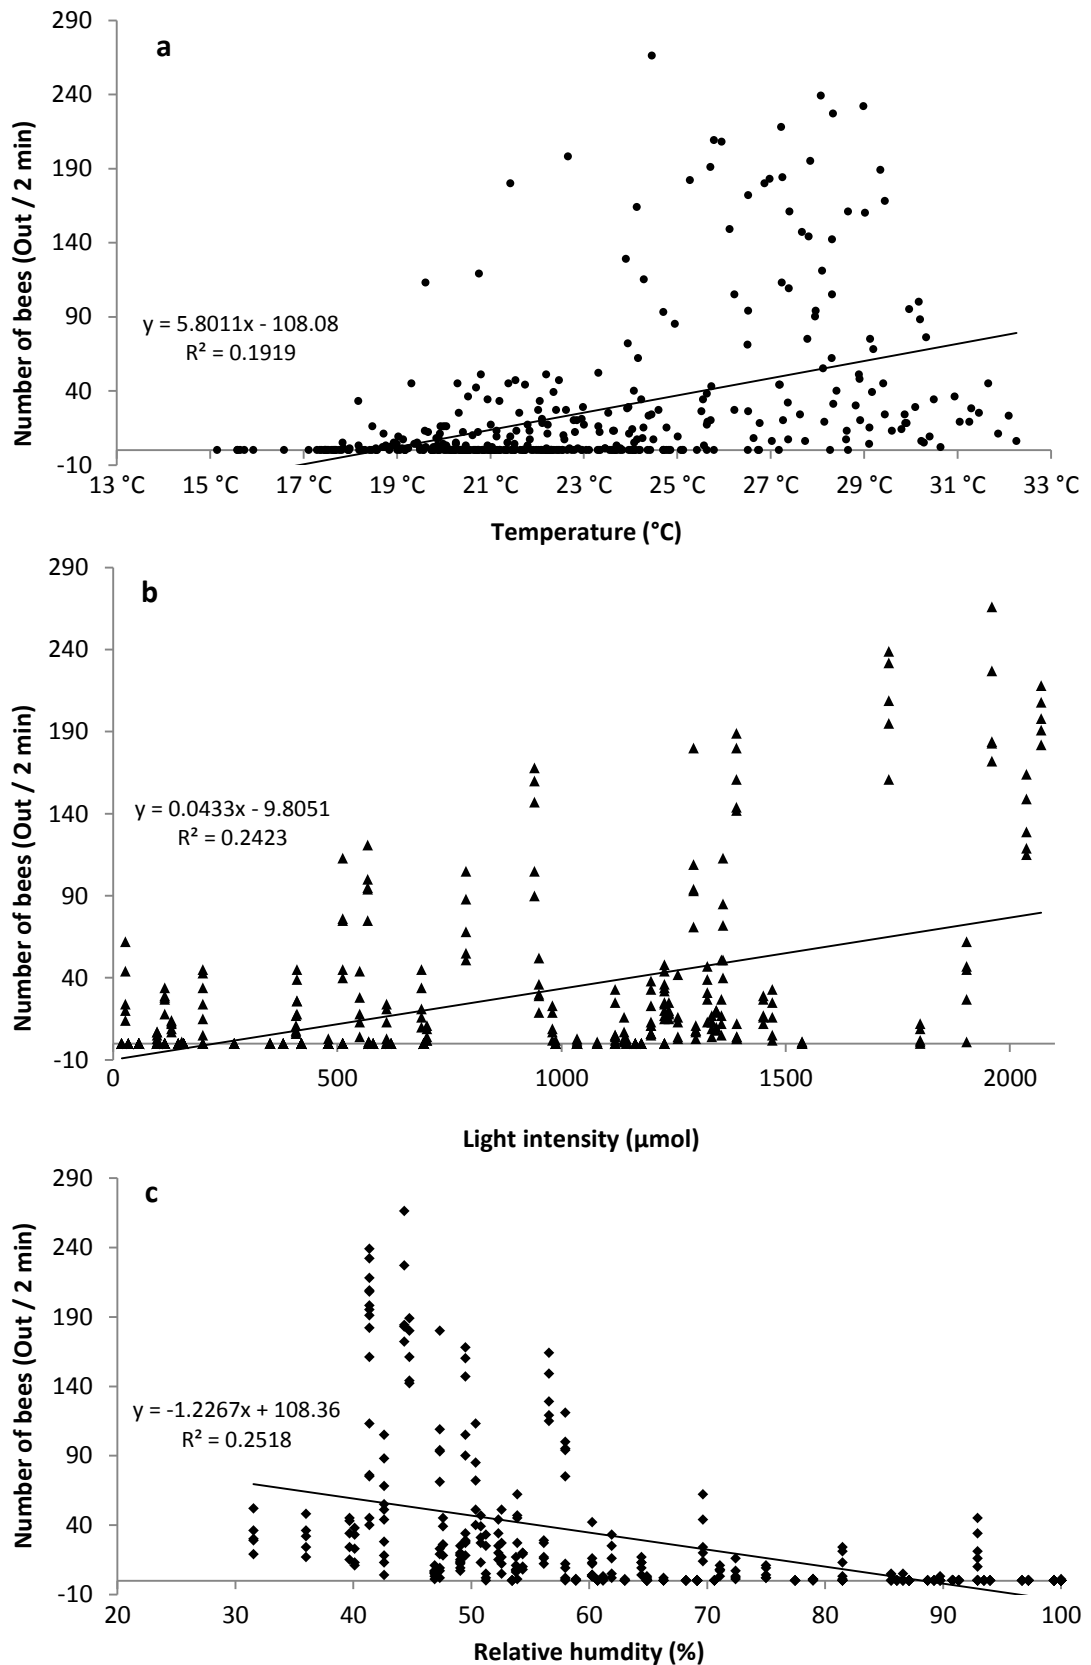 290
a
240
190
140
90
40
-10
Number of bees (Out / 2 min)
y = 5.8011x - 108.08
R² = 0.1919
13 °C 15 °C 17 °C 19 °C 21 °C 23 °C 25 °C 27 °C 29 °C 31 °C 33 °C
Temperature (°C)
290
b
240
190
140
90
40
-10
Number of bees (Out / 2 min)
y = 0.0433x - 9.8051
R² = 0.2423
0 500 1000 1500 2000
Light intensity (μmol)
290
c
240
190
140
90
40
-10
Number of bees (Out / 2 min)
y = -1.2267x + 108.36
R² = 0.2518
20 30 40 50 60 70 80 90 100
Relative humdity (%)